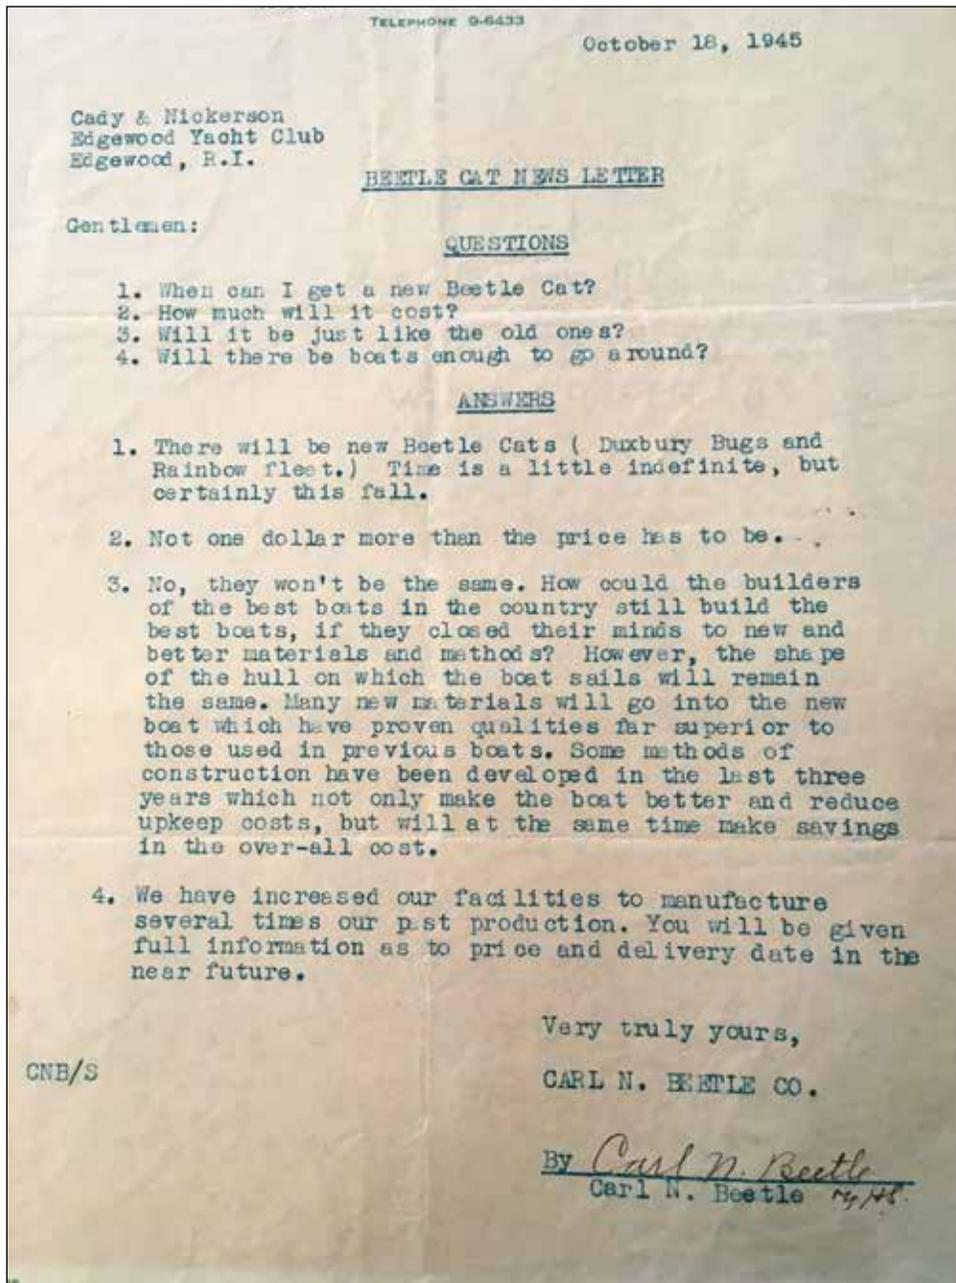 TELEPHONE 9-6433
October 18, 1945
Cady & Nickerson
Edgewood Yacht Club
Edgewood, R.I.
BEETLE CAT NEWS LETTER
Gentlemen:
QUESTIONS
1. When can I get a new Beetle Cat?
2. How much will it cost?
3. Will it be just like the old ones?
4. Will there be boats enough to go around?
ANSWERS
1. There will be new Beetle Cats ( Duxbury Bugs and
Rainbow fleet.) Time is a little indefinite, but
certainly this fall.
2. Not one dollar more than the price has to be.
3. No, they won't be the same. How could the builders
of the best boats in the country still build the
best boats, if they closed their minds to new and
better materials and methods? However, the shape
of the hull on which the boat sails will remain
the same. Many new materials will go into the new
boat which have proven qualities far superior to
those used in previous boats. Some methods of
construction have been developed in the last three
years which not only make the boat better and reduce
upkeep costs, but will at the same time make savings
in the over-all cost.
4. We have increased our facilities to manufacture
several times our past production. You will be given
full information as to price and delivery date in the
near future.
Very truly yours,
CNB/S
CARL N. BEETLE CO.
By Carl N. Beetle
Carl N. Beetle